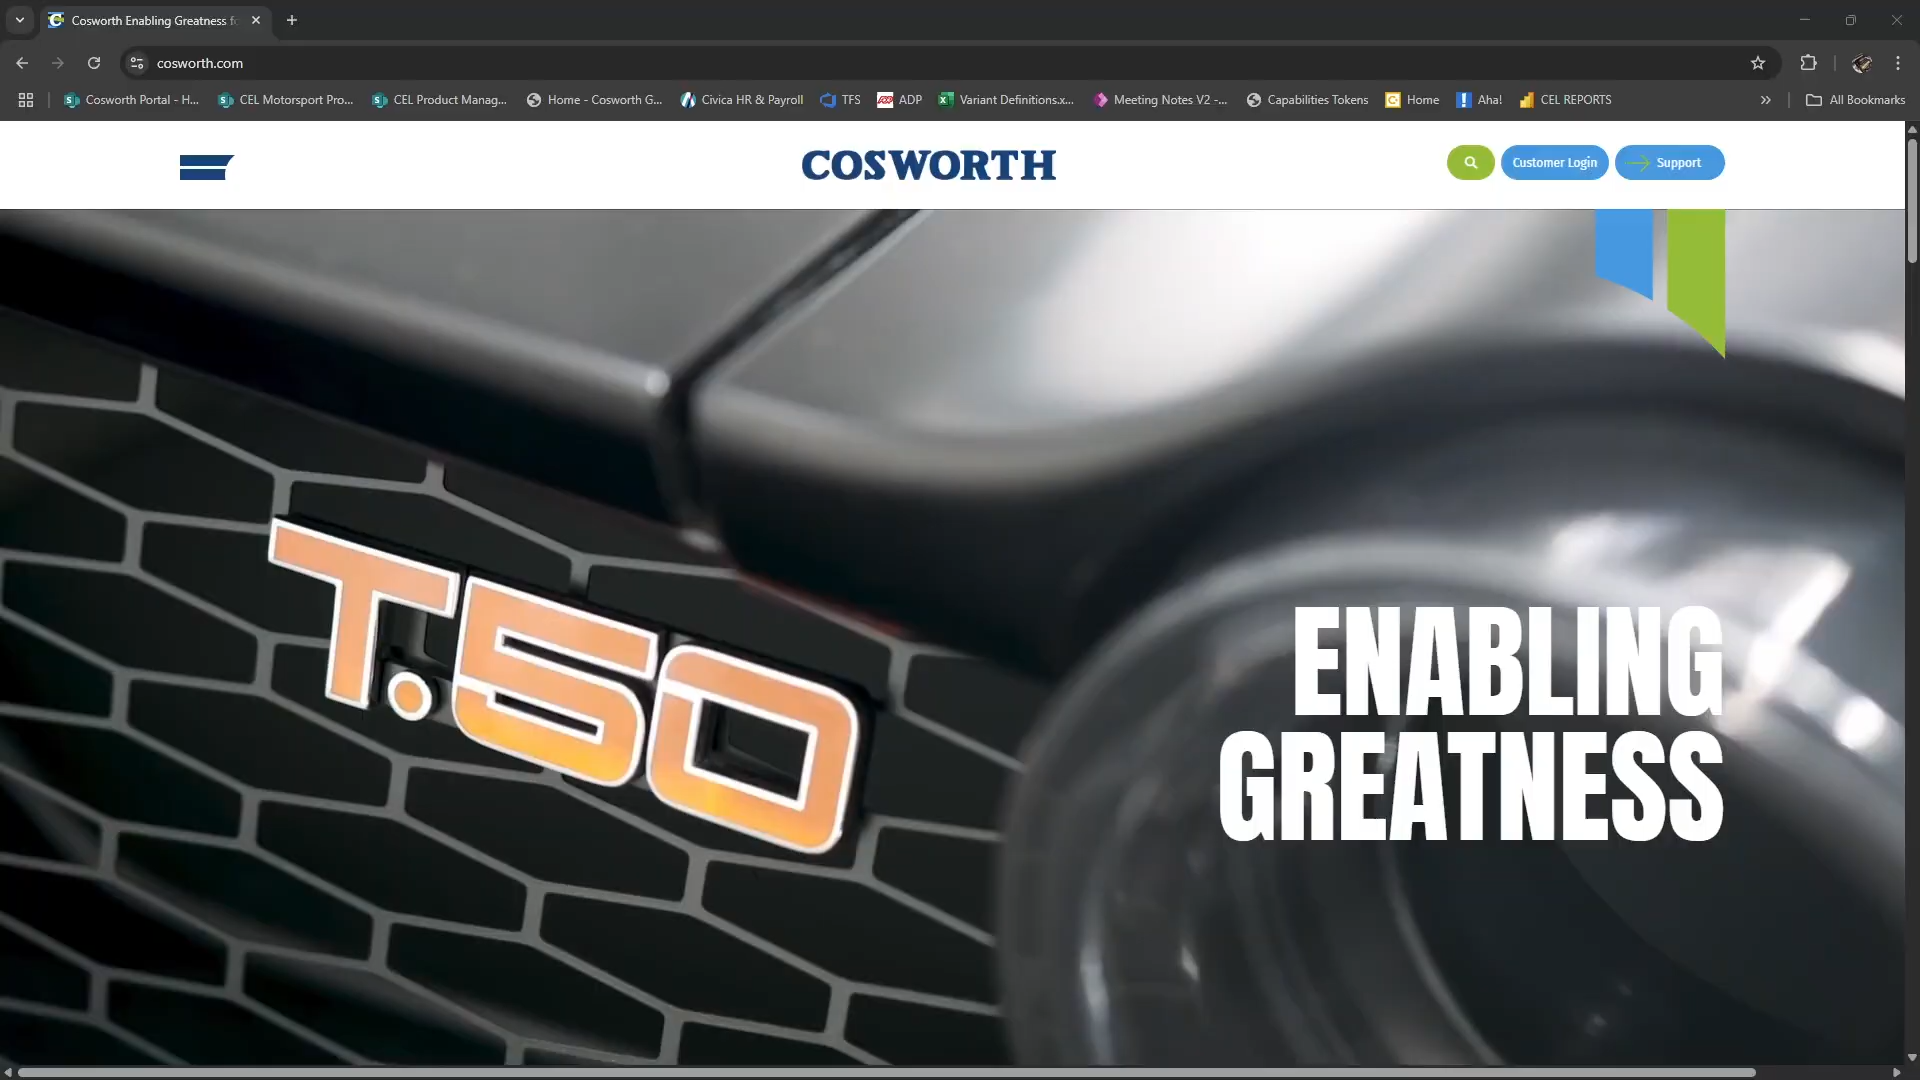 Cosworth Enabling Greatness f
cosworth.com
Cosworth Portal - H...
CEL Motorsport Pro...
CEL Product Manag...
Home - Cosworth G...
Civica HR & Payroll
TFS
ADP
Variant Definitions.x...
Meeting Notes V2 -...
Capabilities Tokens
Home
Aha!
CEL REPORTS
All Bookmarks
COSWORTH
Customer Login
Support
T.50
ENABLING
GREATNESS